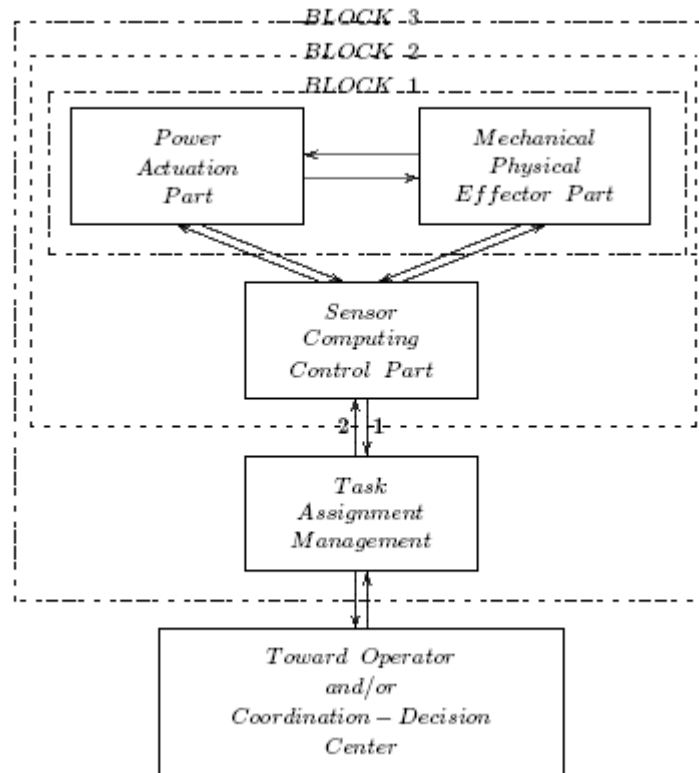 BLOCK 3
BLOCK 2
BLOCK 1
Power
Actuation
Part
Mechanical
Physical
Effector Part
Sensor
Computing
Control Part
2 1
Task
Assignment
Management
Toward Operator
and/or
Coordination – Decision
Center